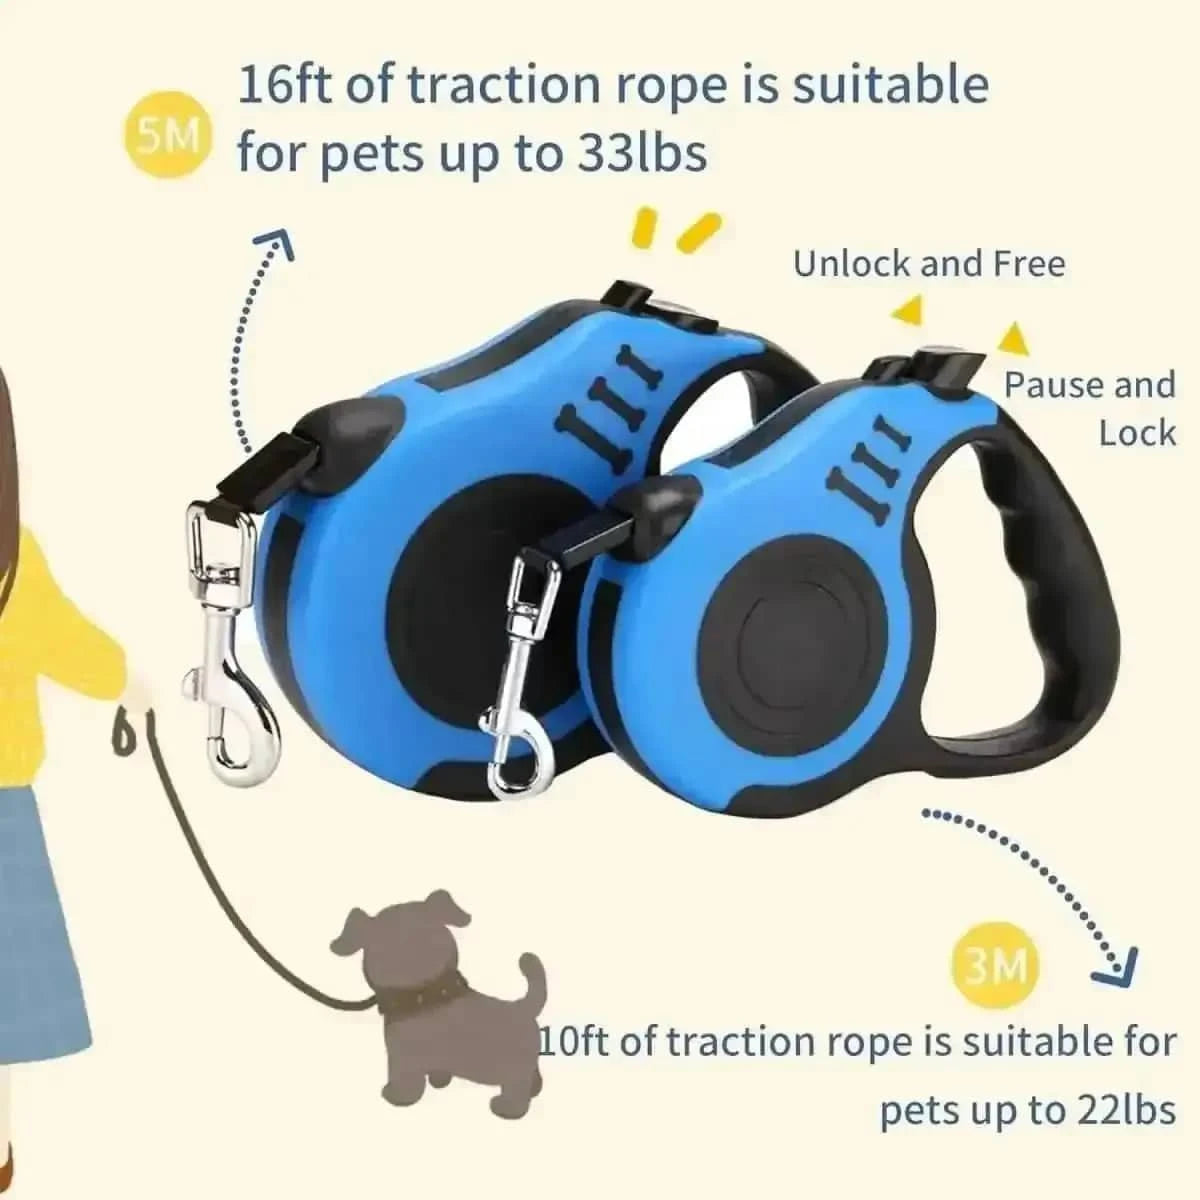 5M
16ft of traction rope is suitable
for pets up to 33lbs
Unlock and Free
Pause and
Lock
3M
10ft of traction rope is suitable for
pets up to 22lbs